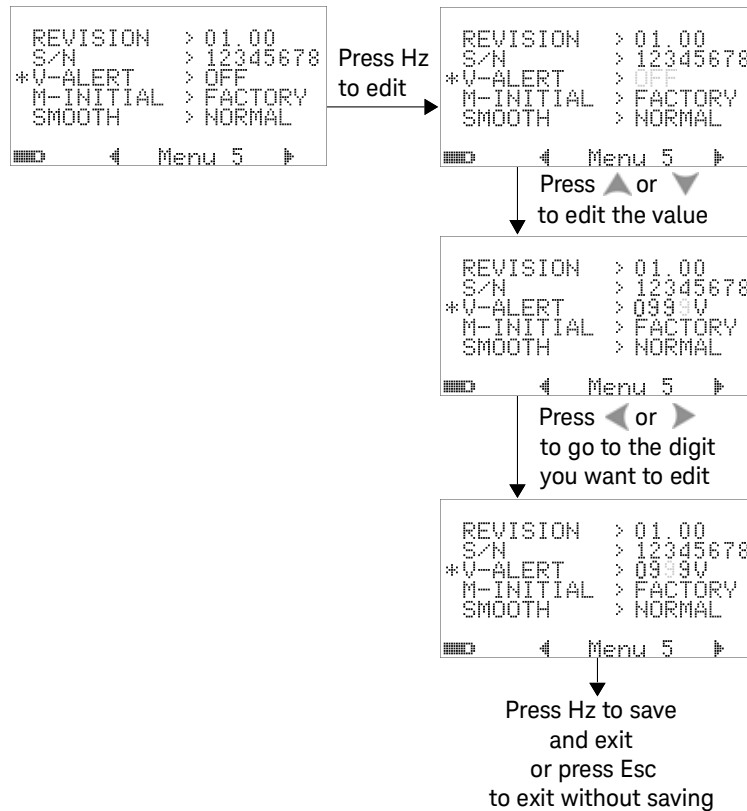 REVISION > 01.00
S/N > 12345678
*V-ALERT > OFF
M-INITIAL > FACTORY
SMOOTH > NORMAL
Menu 5
Press Hz
to edit
REVISION > 01.00
S/N > 12345678
*V-ALERT > OFF
M-INITIAL > FACTORY
SMOOTH > NORMAL
Menu 5
Press or
to edit the value
REVISION > 01.00
S/N > 12345678
*V-ALERT > 0999V
M-INITIAL > FACTORY
SMOOTH > NORMAL
Menu 5
Press or
to go to the digit
you want to edit
REVISION > 01.00
S/N > 12345678
*V-ALERT > 0999V
M-INITIAL > FACTORY
SMOOTH > NORMAL
Menu 5
Press Hz to save
and exit
or press Esc
to exit without saving